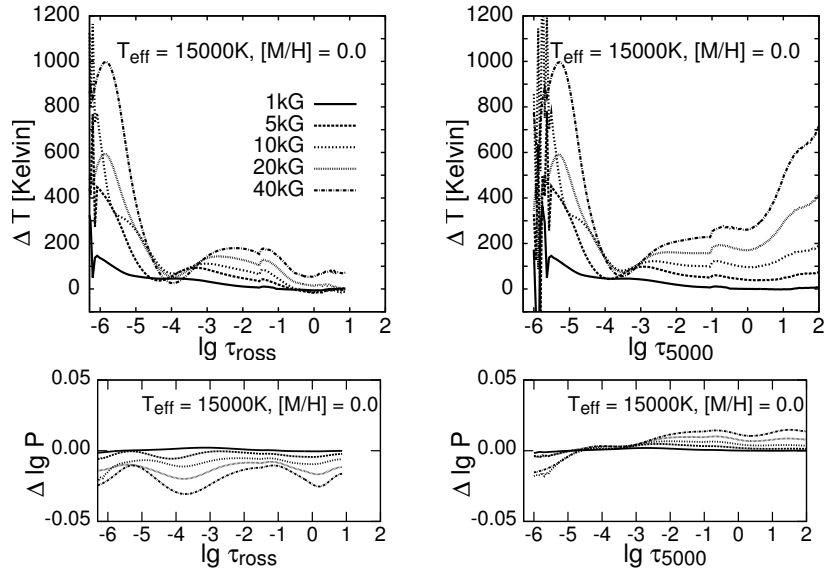 1200
1000
800
600
400
200
0
Δ T [Kelvin]
T_eff = 15000K, [M/H] = 0.0
1kG
5kG
10kG
20kG
40kG
-6 -5 -4 -3 -2 -1 0 1 2
lg τ_ross
1200
1000
800
600
400
200
0
Δ T [Kelvin]
T_eff = 15000K, [M/H] = 0.0
-6 -5 -4 -3 -2 -1 0 1 2
lg τ_5000
0.05
0.00
-0.05
Δ lg P
T_eff = 15000K, [M/H] = 0.0
-6 -5 -4 -3 -2 -1 0 1 2
lg τ_ross
0.05
0.00
-0.05
Δ lg P
T_eff = 15000K, [M/H] = 0.0
-6 -5 -4 -3 -2 -1 0 1 2
lg τ_5000